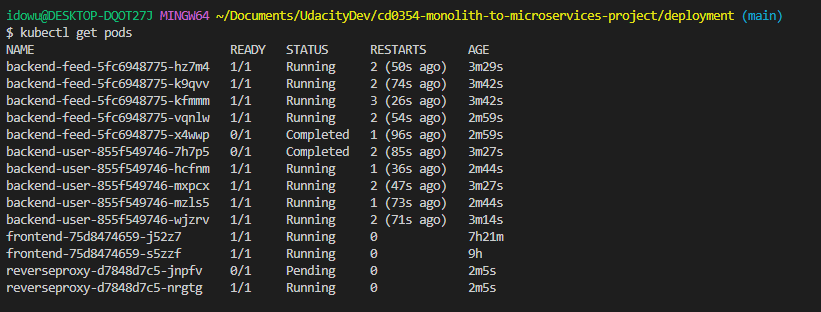 idowu@DESKTOP-DQOT27J MINGW64 ~/Documents/UdacityDev/cd0354-monolith-to-microservices-project/deployment (main)
$ kubectl get pods
NAME READY STATUS RESTARTS AGE
backend-feed-5fc6948775-hz7m4 1/1 Running 2 (50s ago) 3m29s
backend-feed-5fc6948775-k9qvv 1/1 Running 2 (74s ago) 3m42s
backend-feed-5fc6948775-kfmmm 1/1 Running 3 (26s ago) 3m42s
backend-feed-5fc6948775-vqnlw 1/1 Running 2 (54s ago) 2m59s
backend-feed-5fc6948775-x4wwp 0/1 Completed 1 (96s ago) 2m59s
backend-user-855f549746-7h7p5 0/1 Completed 2 (85s ago) 3m27s
backend-user-855f549746-hcfnm 1/1 Running 1 (36s ago) 2m44s
backend-user-855f549746-mxpcx 1/1 Running 2 (47s ago) 3m27s
backend-user-855f549746-mzls5 1/1 Running 1 (73s ago) 2m44s
backend-user-855f549746-wjzrv 1/1 Running 2 (71s ago) 3m14s
frontend-75d8474659-j52z7 1/1 Running 0 7h21m
frontend-75d8474659-s5zzf 1/1 Running 0 9h
reverseproxy-d7848d7c5-jnpfv 0/1 Pending 0 2m5s
reverseproxy-d7848d7c5-nrgtg 1/1 Running 0 2m5s